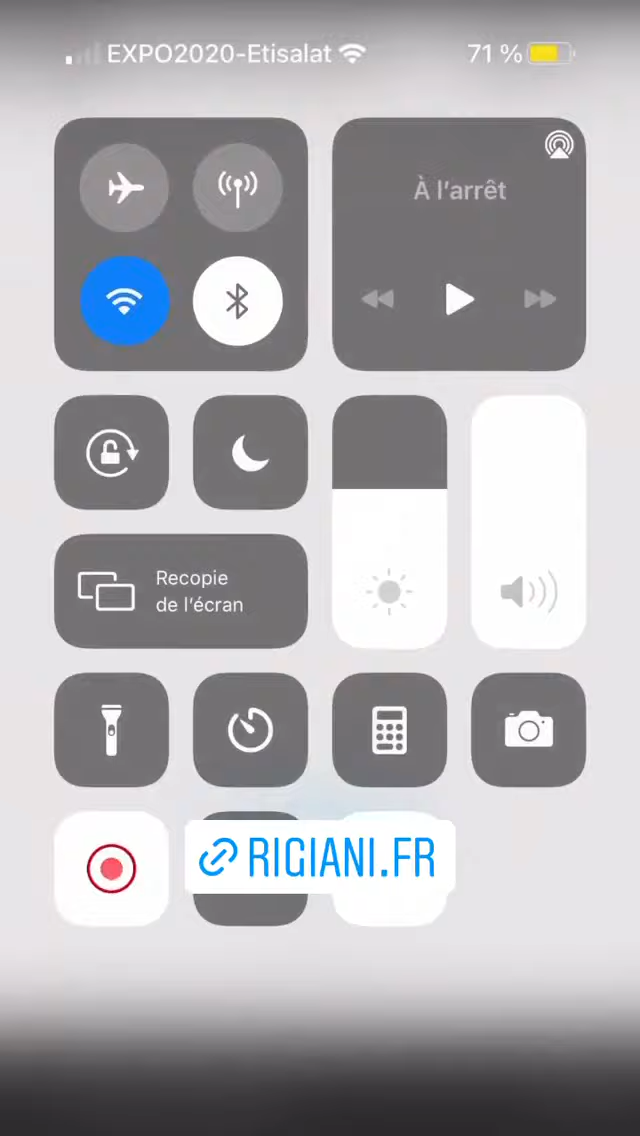 EXPO2020-Etisalat 71 %
À l'arrêt
Recopie
de l'écran
RIGIANI.FR